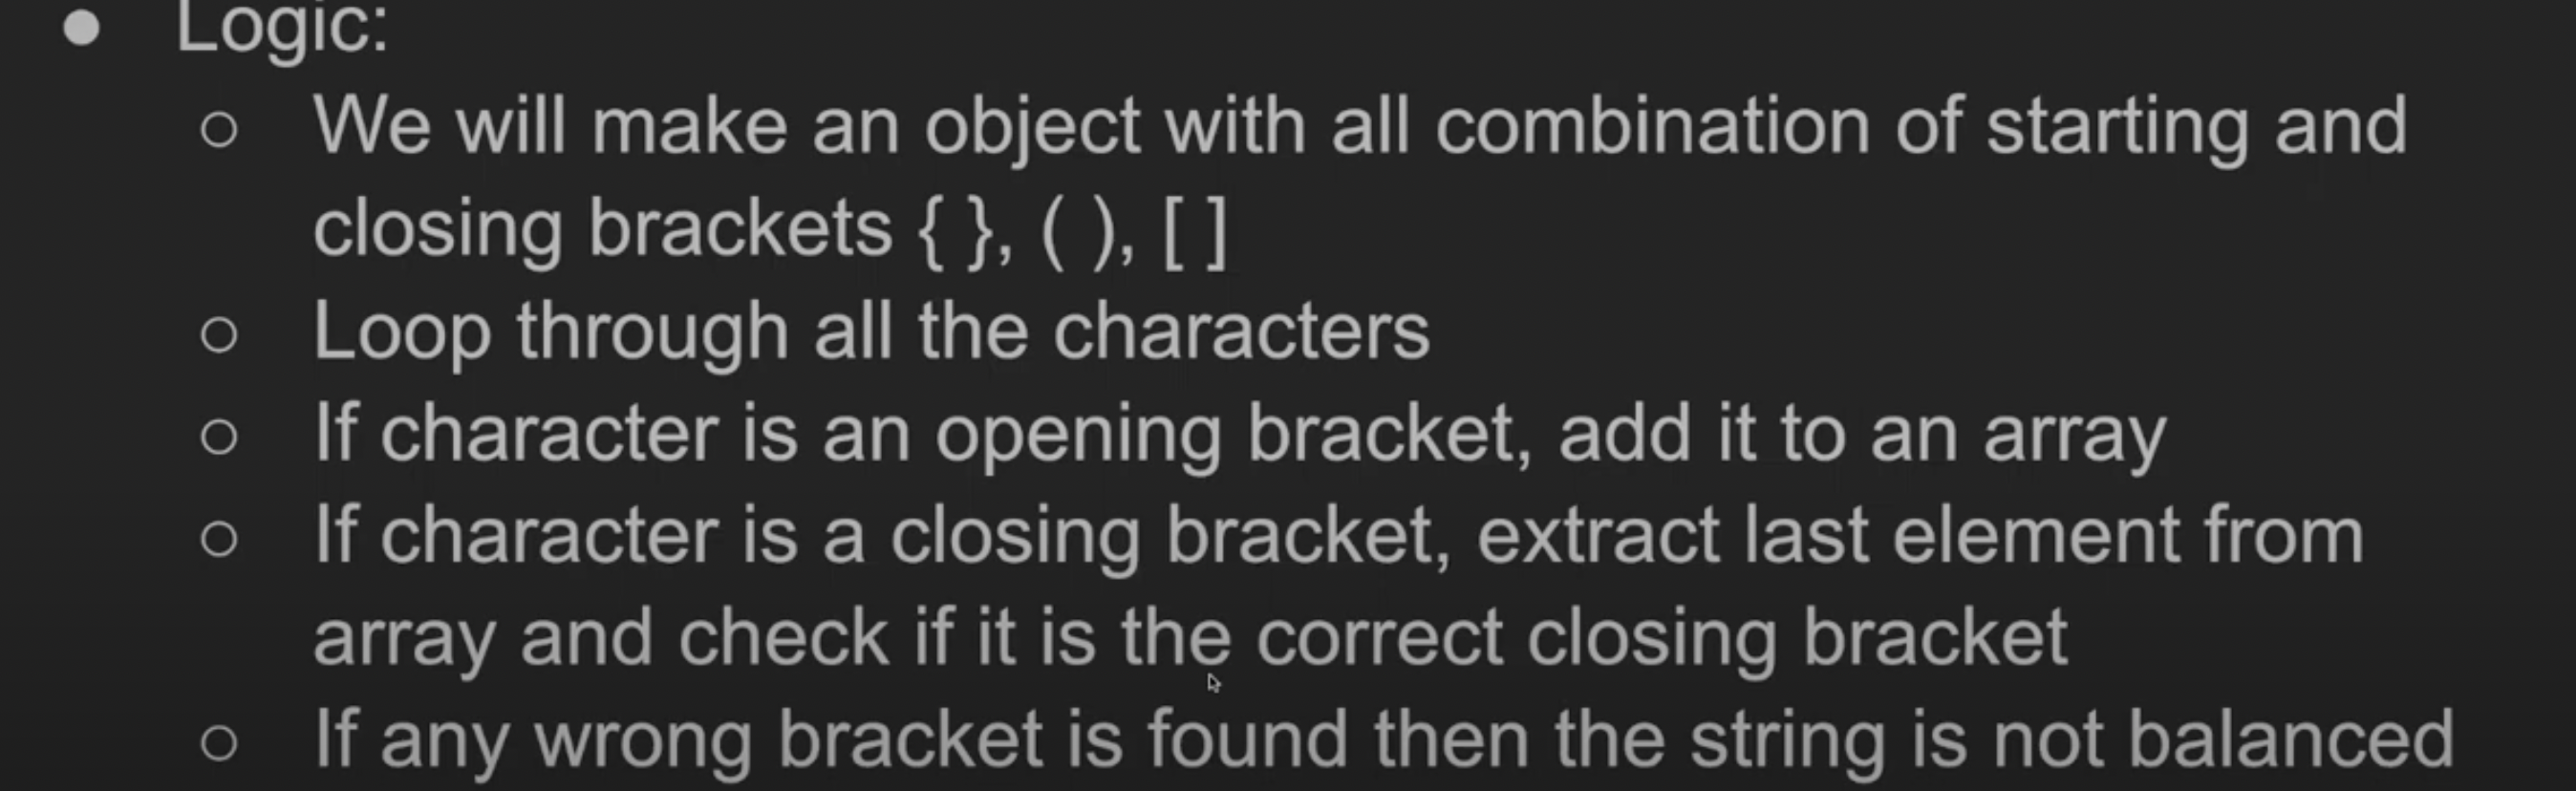 Logic:
We will make an object with all combination of starting and
closing brackets { }, ( ), [ ]
Loop through all the characters
If character is an opening bracket, add it to an array
If character is a closing bracket, extract last element from
array and check if it is the correct closing bracket
If any wrong bracket is found then the string is not balanced